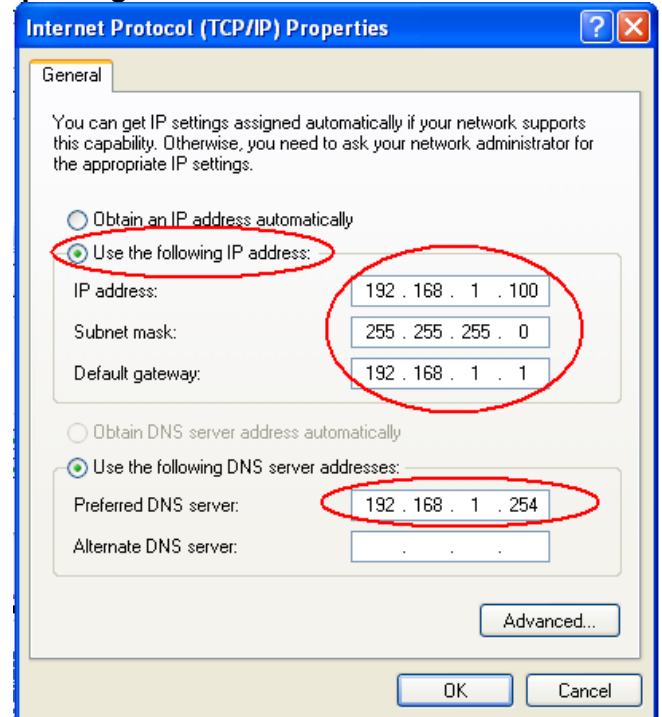 Internet Protocol (TCP/IP) Properties
General
You can get IP settings assigned automatically if your network supports
this capability. Otherwise, you need to ask your network administrator for
the appropriate IP settings.
Obtain an IP address automatically
Use the following IP address:
IP address: 192 . 168 . 1 . 100
Subnet mask: 255 . 255 . 255 . 0
Default gateway: 192 . 168 . 1 . 1
Obtain DNS server address automatically
Use the following DNS server addresses:
Preferred DNS server: 192 . 168 . 1 . 254
Alternate DNS server: . . .
Advanced...
OK Cancel